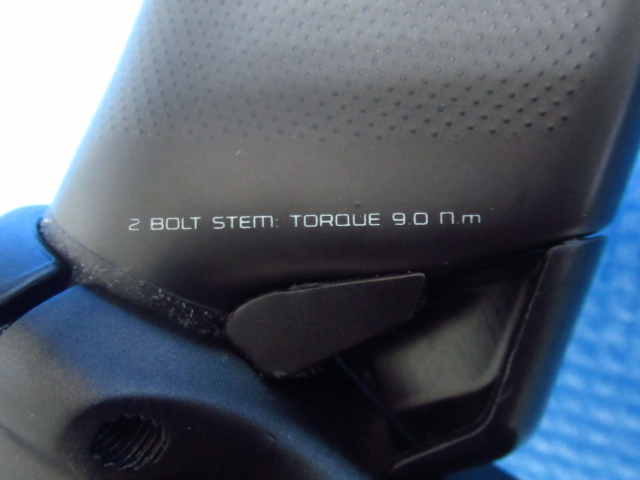 2 BOLT STEM: TORQUE 9.0 N.m